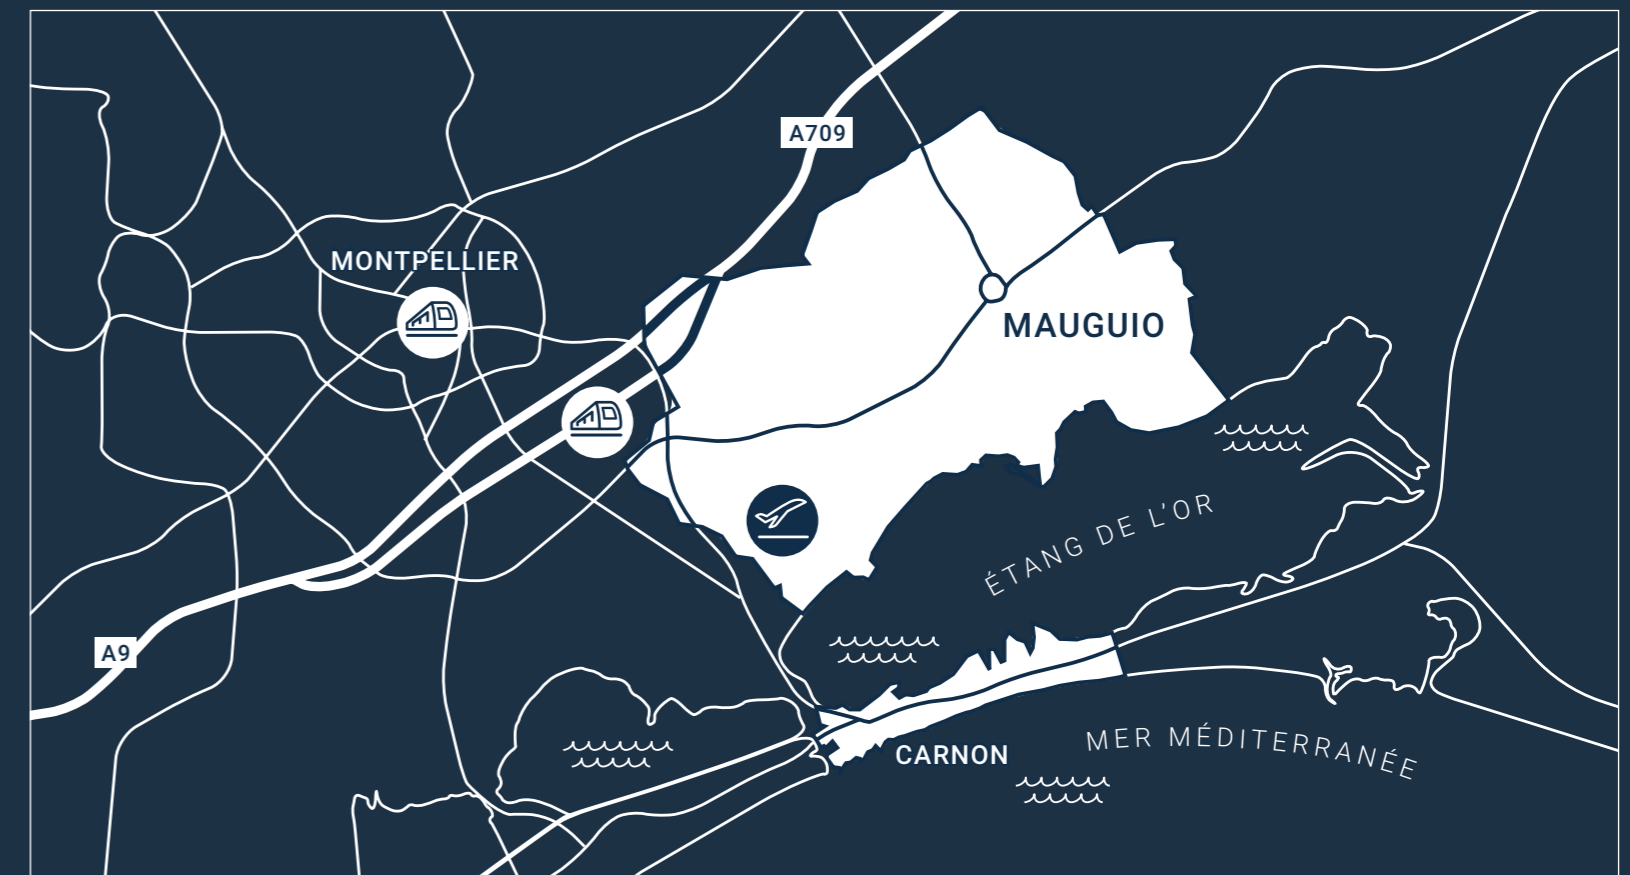 A709
MONTPELLIER
MAUGUIO
ÉTANG DE L'OR
A9
CARNON
MER MÉDITERRANÉE